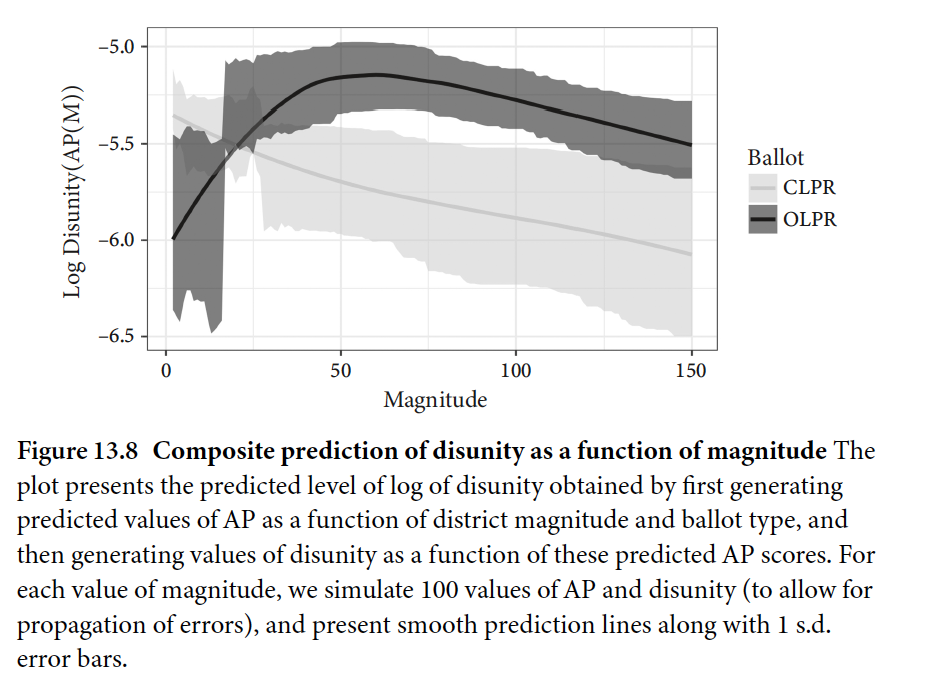 −5.0
−5.5
−6.0
−6.5
Log Disunity(AP(M))
0
50
100
150
Magnitude
Ballot
CLPR
OLPR
Figure 13.8 Composite prediction of disunity as a function of magnitude The
plot presents the predicted level of log of disunity obtained by first generating
predicted values of AP as a function of district magnitude and ballot type, and
then generating values of disunity as a function of these predicted AP scores. For
each value of magnitude, we simulate 100 values of AP and disunity (to allow for
propagation of errors), and present smooth prediction lines along with 1 s.d.
error bars.